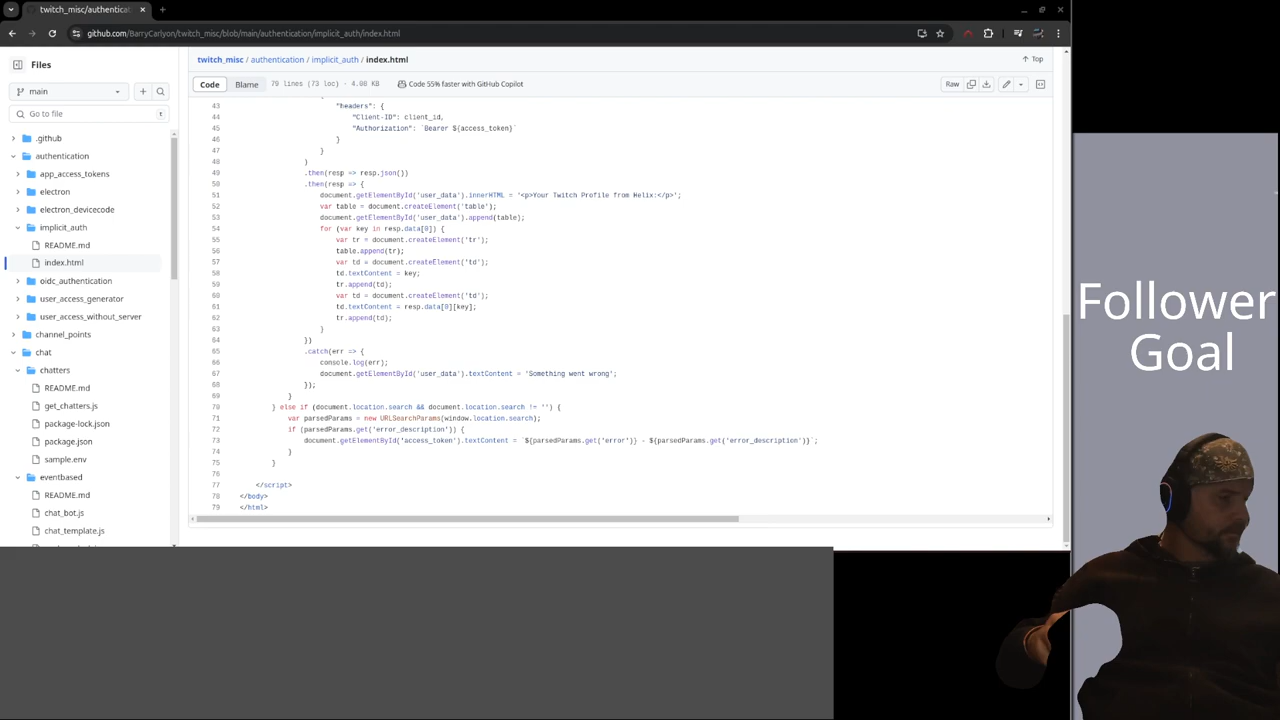 twitch_misc/authentica
github.com/BarryCarlyon/twitch_misc/blob/main/authentication/implicit_auth/index.html
Files
main
Go to file
t
.github
authentication
app_access_tokens
electron
electron_devicecode
implicit_auth
README.md
index.html
oidc_authentication
user_access_generator
user_access_without_server
channel_points
chat
chatters
README.md
get_chatters.js
package-lock.json
package.json
sample.env
eventbased
README.md
chat_bot.js
chat_template.js
twitch_misc / authentication / implicit_auth / index.html
Top
Code Blame 79 lines (73 loc) · 4.08 KB Code 55% faster with GitHub Copilot
Raw
43 "headers": {
44 "Client-ID": client_id,
45 "Authorization": `Bearer ${access_token}`
46 }
47 }
48 )
49 .then(resp => resp.json())
50 .then(resp => {
51 document.getElementById('user_data').innerHTML = '<p>Your Twitch Profile from Helix:</p>';
52 var table = document.createElement('table');
53 document.getElementById('user_data').append(table);
54 for (var key in resp.data[0]) {
55 var tr = document.createElement('tr');
56 table.append(tr);
57 var td = document.createElement('td');
58 td.textContent = key;
59 tr.append(td);
60 var td = document.createElement('td');
61 td.textContent = resp.data[0][key];
62 tr.append(td);
63 }
64 })
65 .catch(err => {
66 console.log(err);
67 document.getElementById('user_data').textContent = 'Something went wrong';
68 });
69 }
70 } else if (document.location.search && document.location.search != '') {
71 var parsedParams = new URLSearchParams(window.location.search);
72 if (parsedParams.get('error_description')) {
73 document.getElementById('access_token').textContent = `${parsedParams.get('error')} - ${parsedParams.get('error_description')}`;
74 }
75 }
76
77 </script>
78 </body>
79 </html>
Follower
Goal